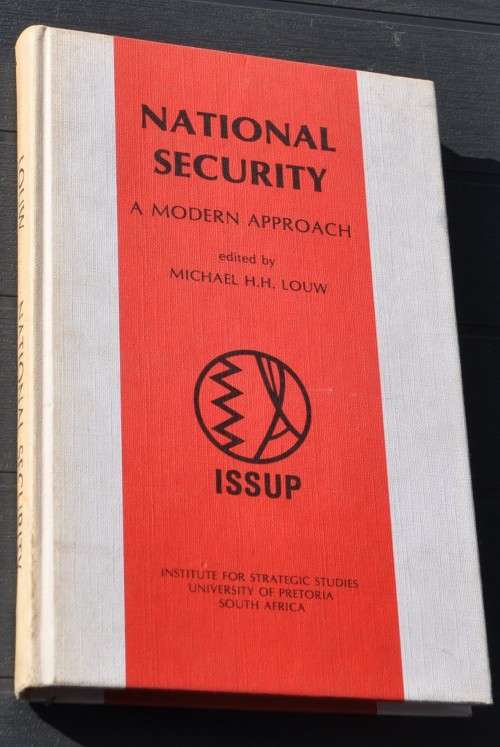 NATIONAL
SECURITY
A MODERN APPROACH
edited by
MICHAEL H.H. LOUW
ISSUP
INSTITUTE FOR STRATEGIC STUDIES
UNIVERSITY OF PRETORIA
SOUTH AFRICA
LOUW NATIONAL SECURITY